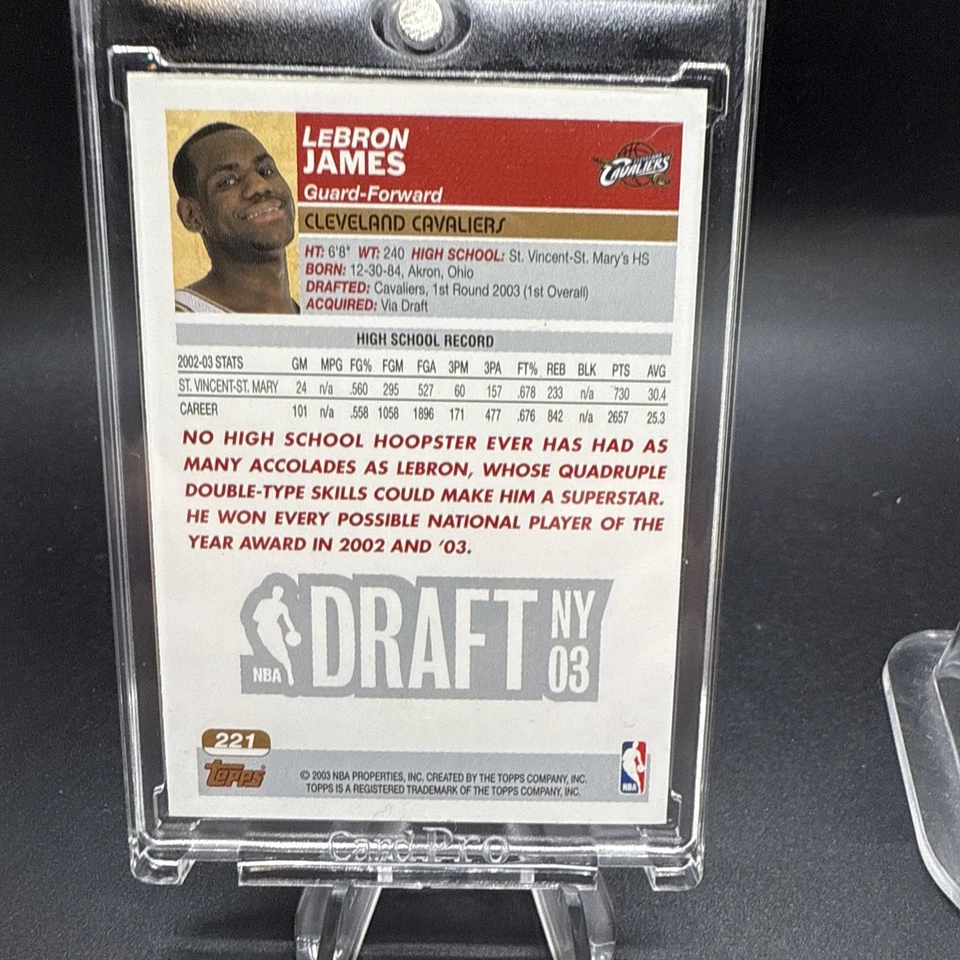 LEBRON
JAMES
Guard-Forward
CAVALIERS
CLEVELAND CAVALIERS
HT: 6'8" WT: 240 HIGH SCHOOL: St. Vincent-St. Mary's HS
BORN: 12-30-84, Akron, Ohio
DRAFTED: Cavaliers, 1st Round 2003 (1st Overall)
ACQUIRED: Via Draft
HIGH SCHOOL RECORD
2002-03 STATS GM MPG FG% FGM FGA 3PM 3PA FT% REB BLK PTS AVG
ST. VINCENT-ST. MARY 24 n/a .560 295 527 60 157 .678 233 n/a 730 30.4
CAREER 101 n/a .558 1058 1896 171 477 .676 842 n/a 2657 25.3
NO HIGH SCHOOL HOOPSTER EVER HAS HAD AS
MANY ACCOLADES AS LEBRON, WHOSE QUADRUPLE
DOUBLE-TYPE SKILLS COULD MAKE HIM A SUPERSTAR.
HE WON EVERY POSSIBLE NATIONAL PLAYER OF THE
YEAR AWARD IN 2002 AND '03.
NBA DRAFT NY
03
221
Topps
© 2003 NBA PROPERTIES, INC. CREATED BY THE TOPPS COMPANY, INC.
TOPPS IS A REGISTERED TRADEMARK OF THE TOPPS COMPANY, INC.
NBA
CardPro